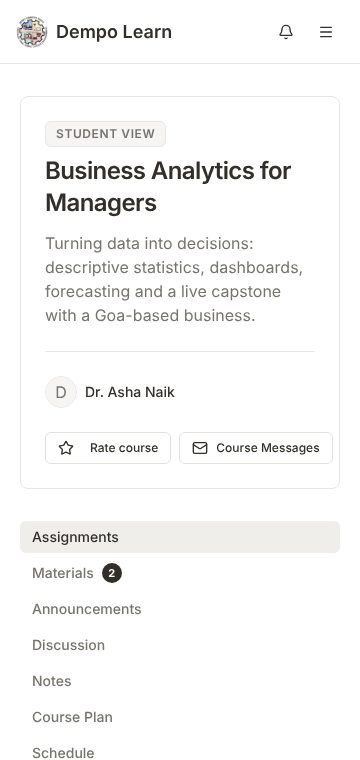 Dempo Learn
STUDENT VIEW
Business Analytics for
Managers
Turning data into decisions:
descriptive statistics, dashboards,
forecasting and a live capstone
with a Goa-based business.
D Dr. Asha Naik
Rate course Course Messages
Assignments
Materials 2
Announcements
Discussion
Notes
Course Plan
Schedule